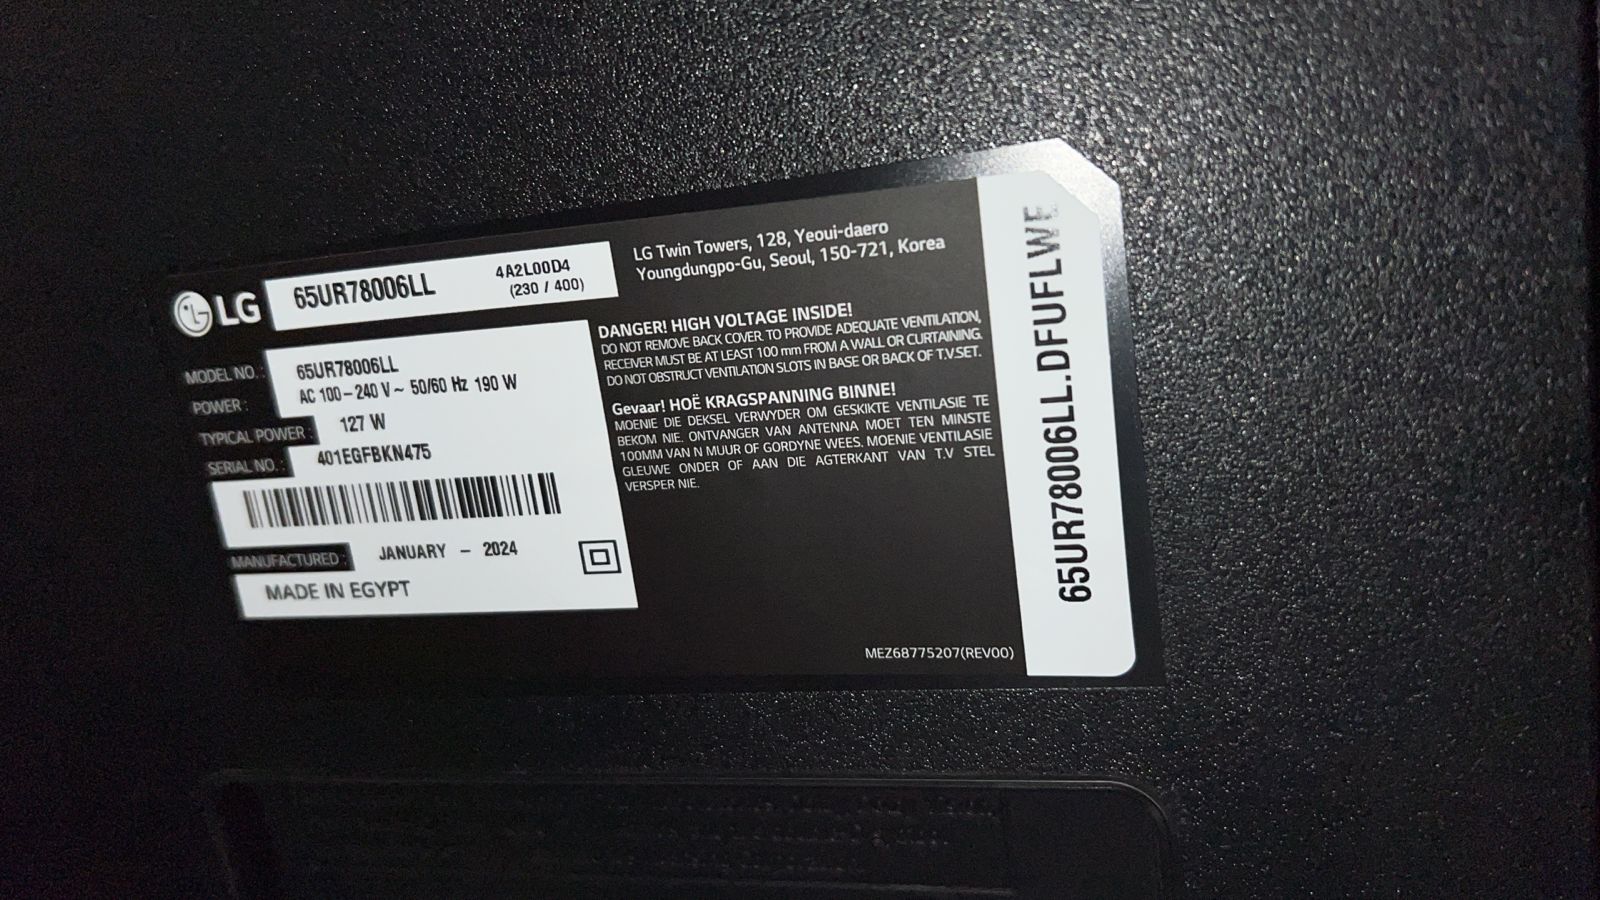 LG
65UR78006LL
4A2L00D4
(230 / 400)
MODEL NO. :
65UR78006LL
POWER :
AC 100 – 240 V ~ 50/60 Hz 190 W
TYPICAL POWER :
127 W
SERIAL NO. :
401EGFBKN475
MANUFACTURED :
JANUARY – 2024
MADE IN EGYPT
LG Twin Towers, 128, Yeoui-daero
Youngdungpo-Gu, Seoul, 150-721, Korea
DANGER! HIGH VOLTAGE INSIDE!
DO NOT REMOVE BACK COVER. TO PROVIDE ADEQUATE VENTILATION,
RECEIVER MUST BE AT LEAST 100 mm FROM A WALL OR CURTAINING.
DO NOT OBSTRUCT VENTILATION SLOTS IN BASE OR BACK OF T.V.SET.
Gevaar! HOË KRAGSPANNING BINNE!
MOENIE DIE DEKSEL VERWYDER OM GESKIKTE VENTILASIE TE
BEKOM NIE. ONTVANGER VAN ANTENNA MOET TEN MINSTE
100MM VAN N MUUR OF GORDYNE WEES. MOENIE VENTILASIE
GLEUWE ONDER OF AAN DIE AGTERKANT VAN T.V STEL
VERSPER NIE.
MEZ68775207(REV00)
65UR78006LL.DFUFLWF